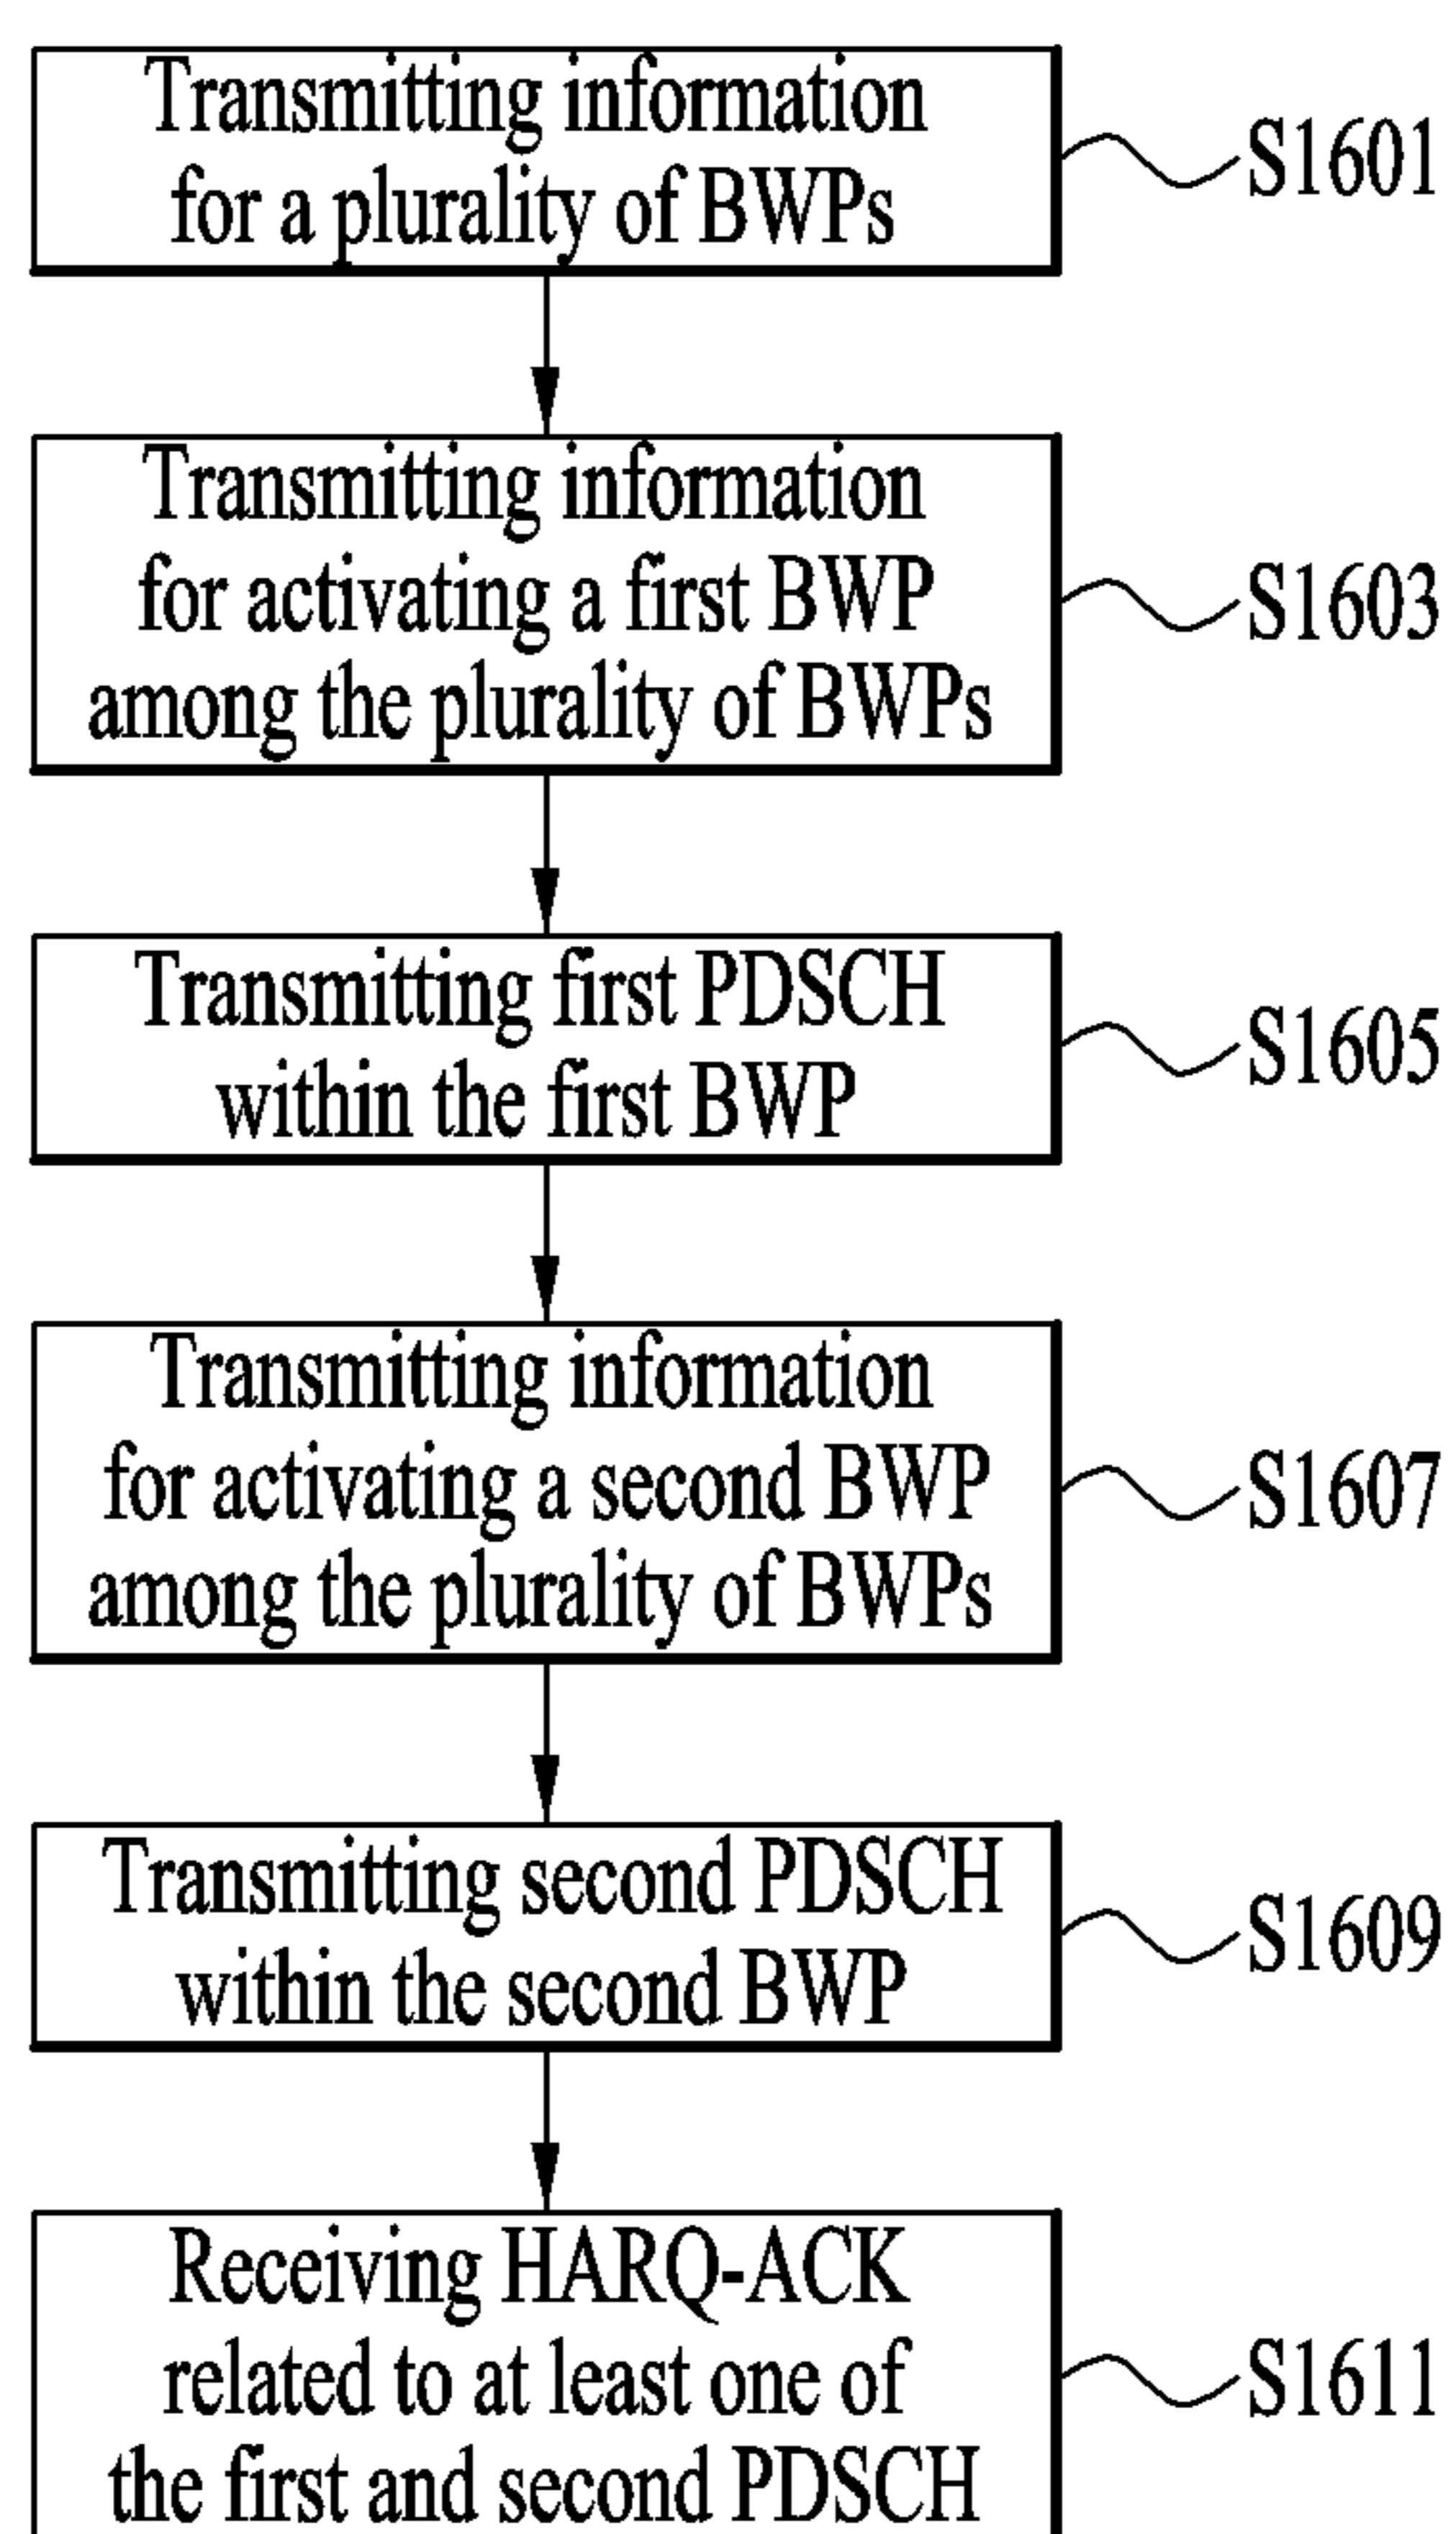 Transmitting information
for a plurality of BWPs
S1601
Transmitting information
for activating a first BWP
among the plurality of BWPs
S1603
Transmitting first PDSCH
within the first BWP
S1605
Transmitting information
for activating a second BWP
among the plurality of BWPs
S1607
Transmitting second PDSCH
within the second BWP
S1609
Receiving HARQ-ACK
related to at least one of
the first and second PDSCH
S1611